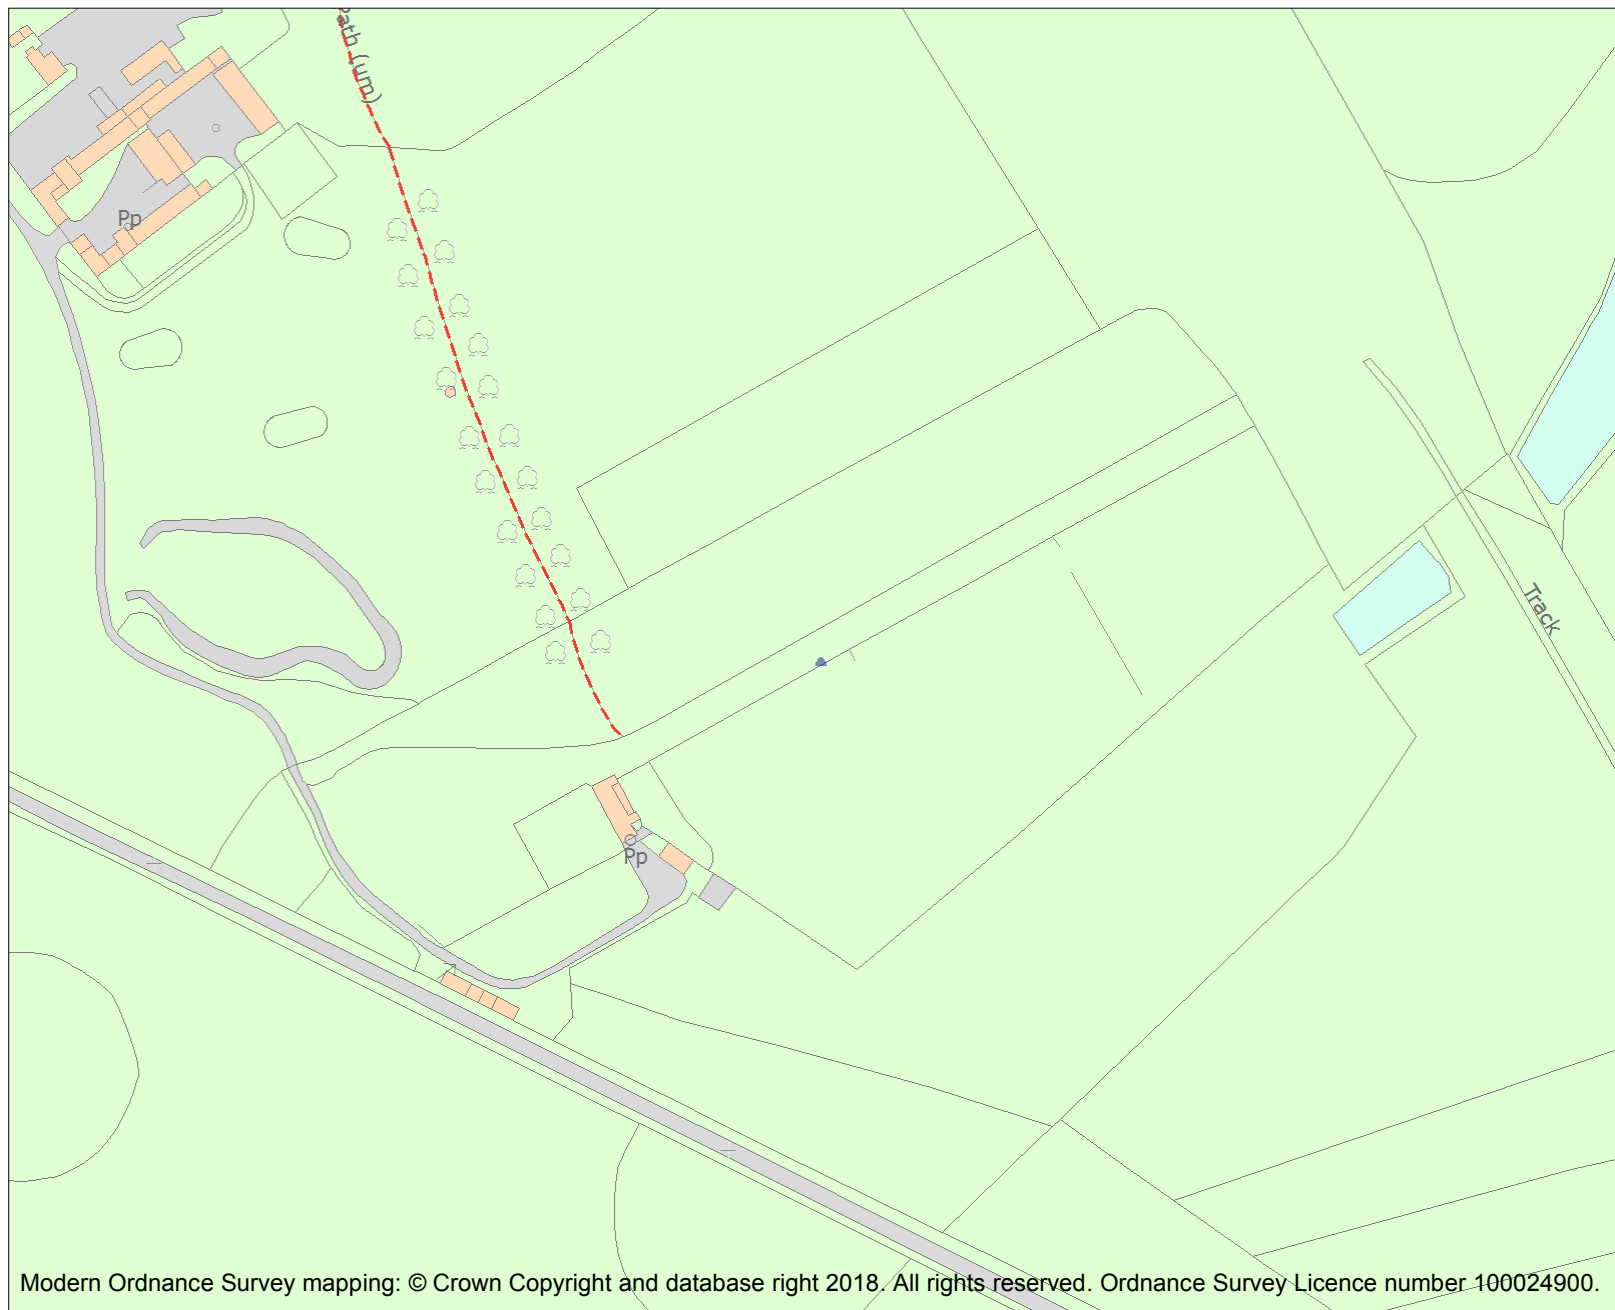 Path (um)
Pp
Track
Pp
Modern Ordnance Survey mapping: © Crown Copyright and database right 2018. All rights reserved. Ordnance Survey Licence number 100024900.